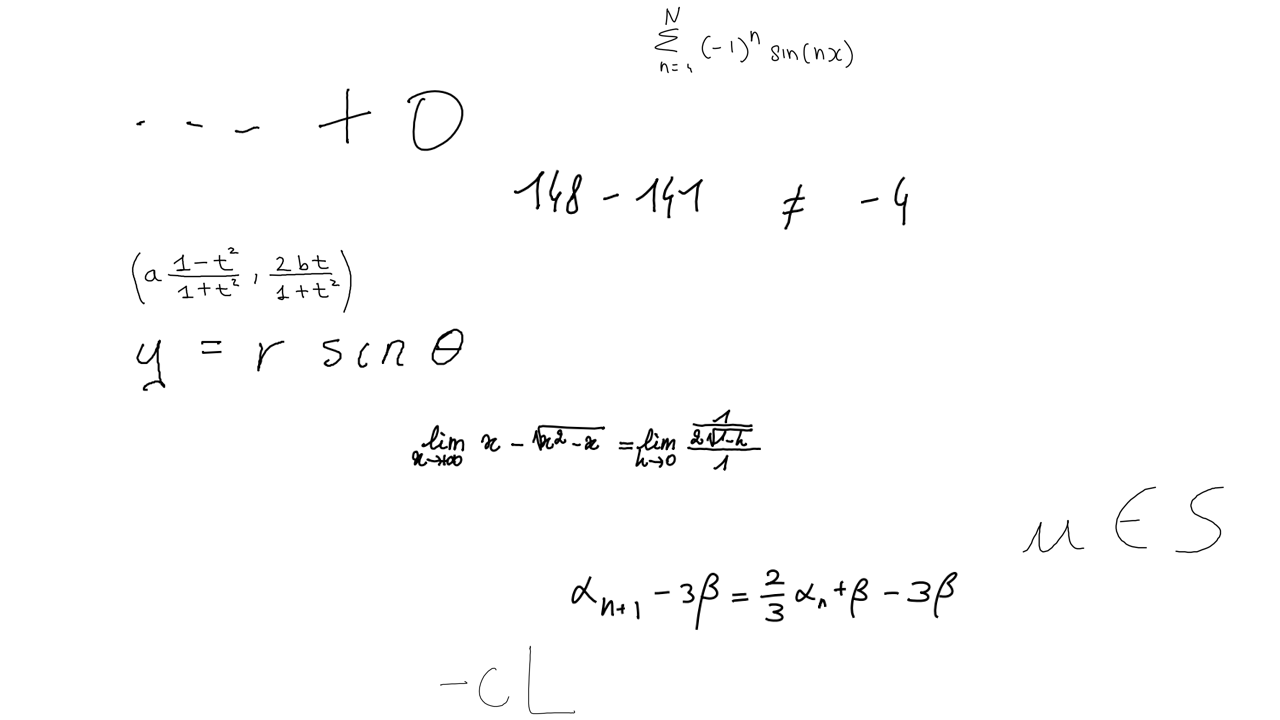 \sum_{n=1}^{N} (-1)^n \sin(nx)
\cdots + 0
148 - 141 \neq -4
\left(a \frac{1-t^2}{1+t^2}, \frac{2bt}{1+t^2}\right)
y = r \sin \theta
\lim_{x \to +\infty} x - \sqrt{x^2 - x} = \lim_{h \to 0} \frac{\frac{1}{2\sqrt{1-h}}}{1}
u \in S
\alpha_{n+1} - 3\beta = \frac{2}{3} \alpha_n + \beta - 3\beta
-cL